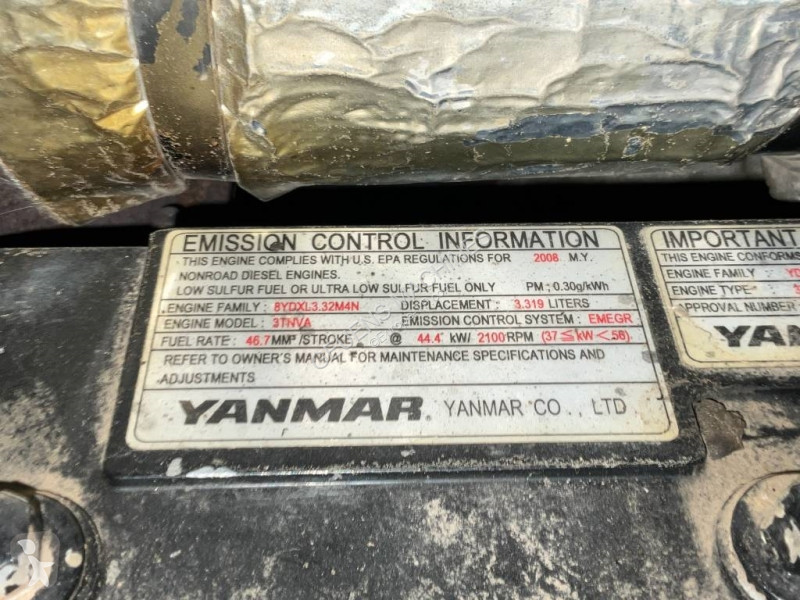 EMISSION CONTROL INFORMATION
THIS ENGINE COMPLIES WITH U.S. EPA REGULATIONS FOR 2008 M.Y.
NONROAD DIESEL ENGINES.
LOW SULFUR FUEL OR ULTRA LOW SULFUR FUEL ONLY PM ; 0.30g/kWh
ENGINE FAMILY : 8YDXL3.32M4N DISPLACEMENT : 3.319 LITERS
ENGINE MODEL : 3TNVA EMISSION CONTROL SYSTEM : EMEGR
FUEL RATE : 46.7MM³/STROKE @ 44.4 kW/ 2100RPM (37≦kW<56).
REFER TO OWNER'S MANUAL FOR MAINTENANCE SPECIFICATIONS AND
ADJUSTMENTS
YANMAR® YANMAR CO., LTD
IMPORTANT
THIS ENGINE CONFORMS
ENGINE FAMILY : YD
ENGINE TYPE : 3
APPROVAL NUMBER
YANM